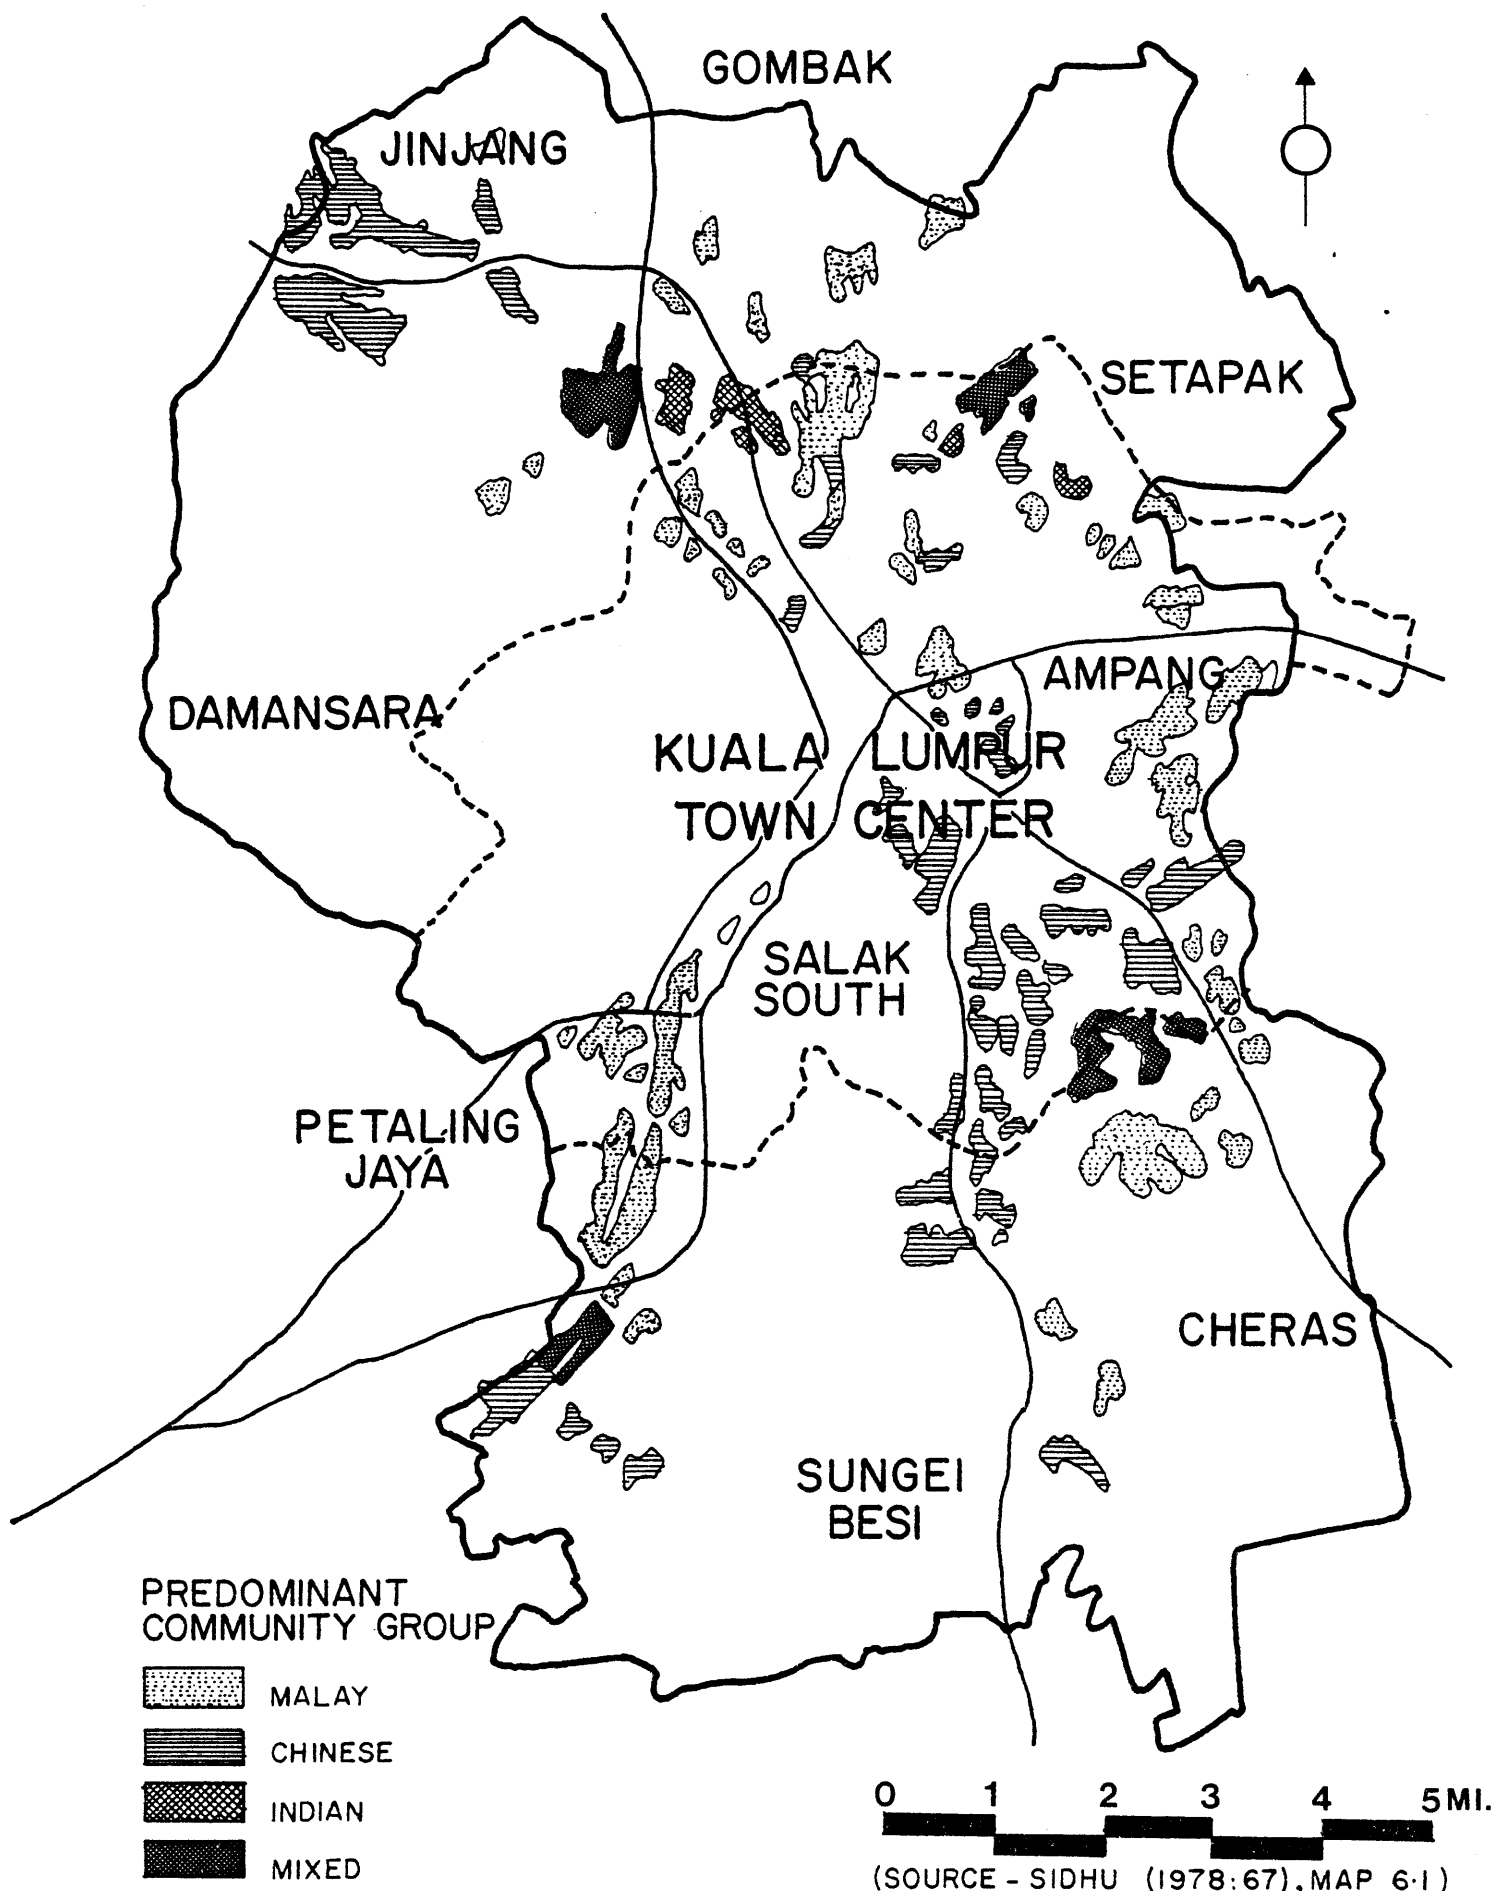 GOMBAK
JINJANG
SETAPAK
AMPANG
DAMANSARA
KUALA LUMPUR
TOWN CENTER
SALAK
SOUTH
PETALING
JAYA
CHERAS
SUNGEI
BESI
PREDOMINANT
COMMUNITY GROUP
MALAY
CHINESE
INDIAN
MIXED
0 1 2 3 4 5 MI.
(SOURCE - SIDHU (1978:67), MAP 6·1)